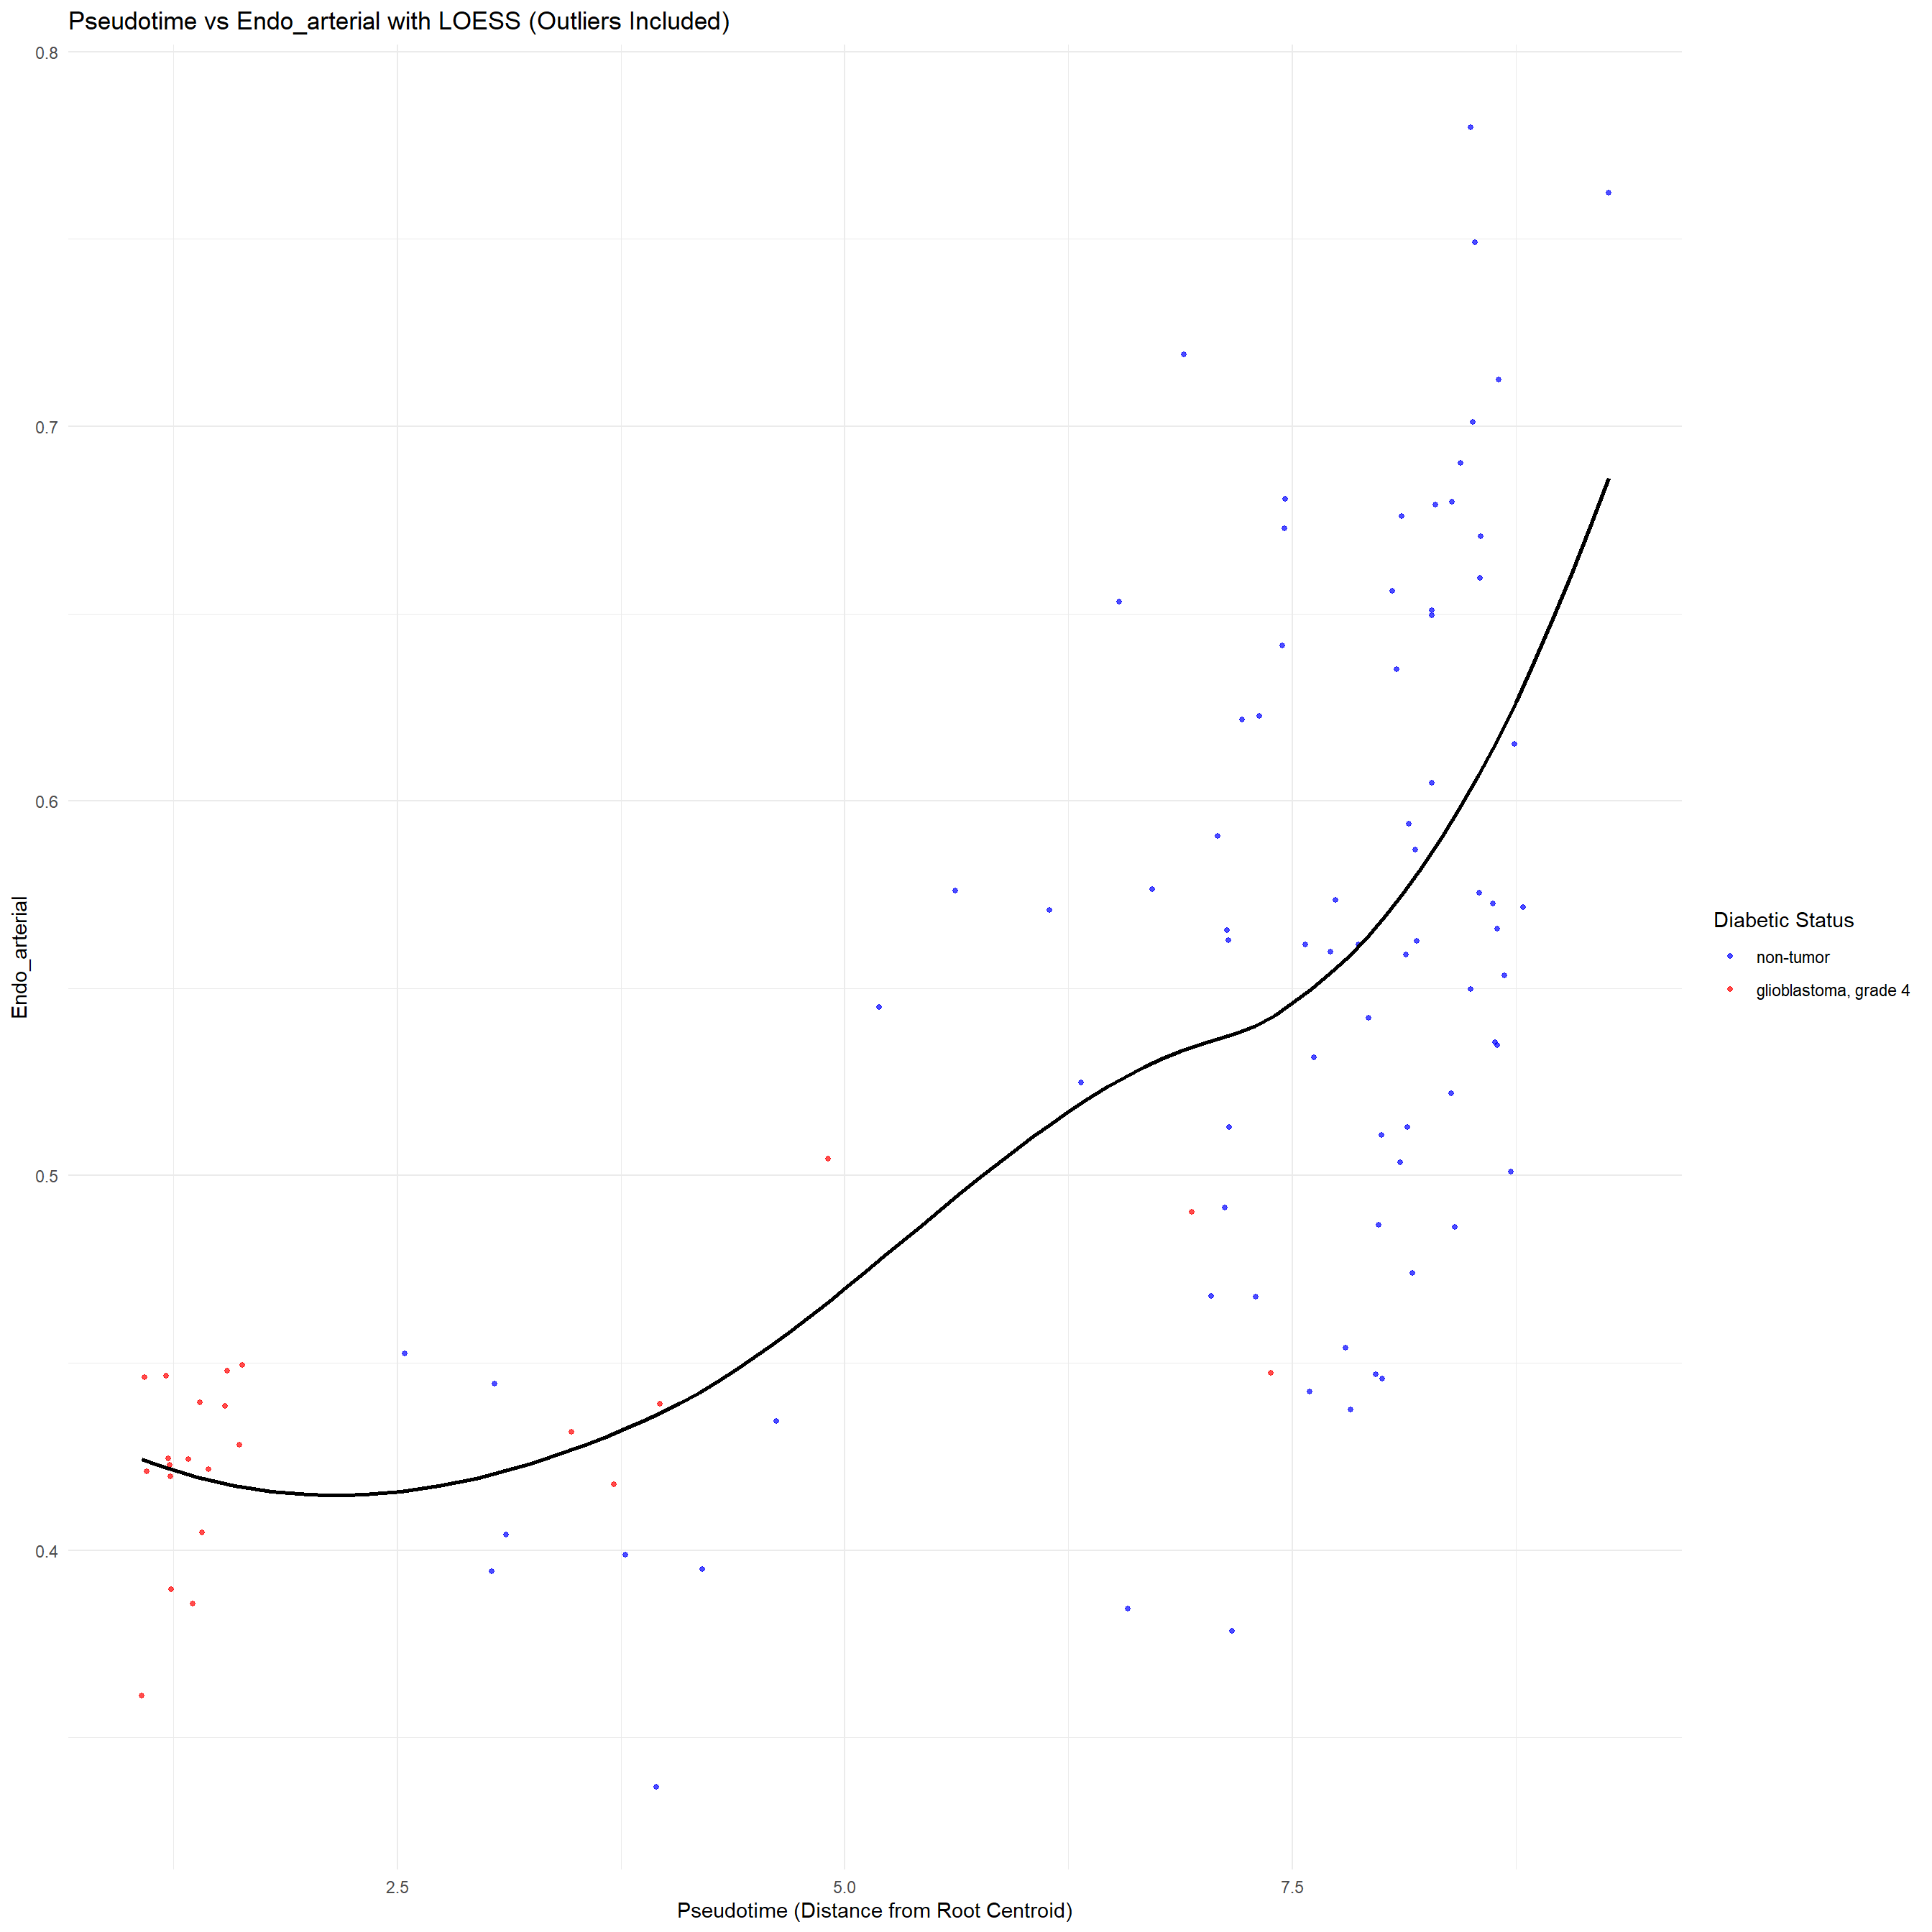 Pseudotime vs Endo_arterial with LOESS (Outliers Included)
0.8
0.7
0.6
0.5
0.4
Endo_arterial
2.5
5.0
7.5
Pseudotime (Distance from Root Centroid)
Diabetic Status
non-tumor
glioblastoma, grade 4